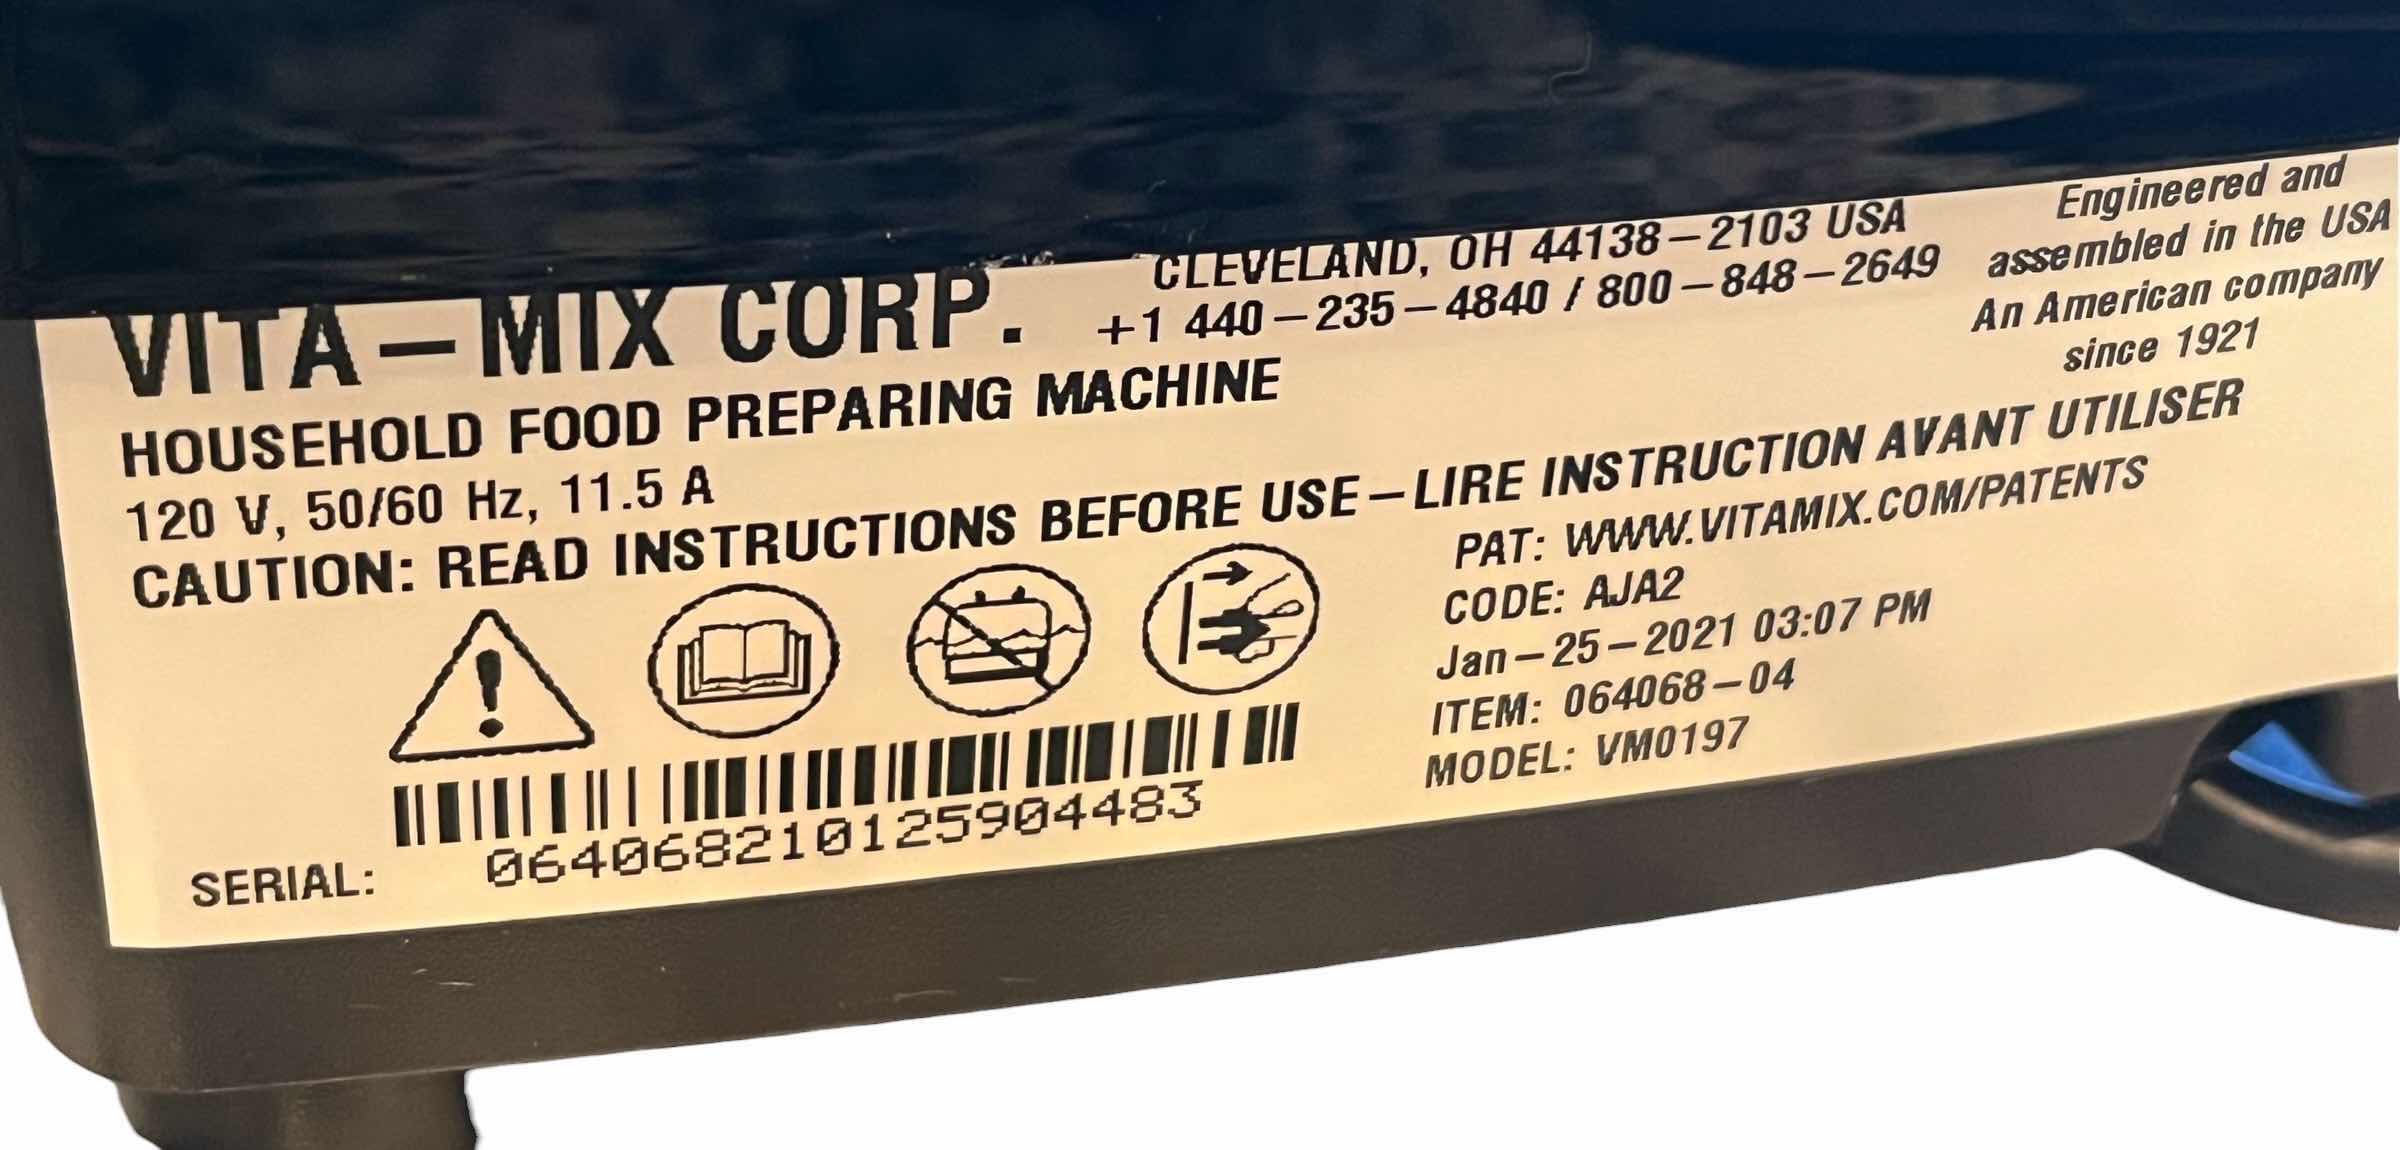 VITA-MIX CORP.
CLEVELAND, OH 44138-2103 USA
+1 440-235-4840 / 800-848-2649
Engineered and
assembled in the USA
An American company
since 1921
HOUSEHOLD FOOD PREPARING MACHINE
120 V, 50/60 Hz, 11.5 A
CAUTION: READ INSTRUCTIONS BEFORE USE-LIRE INSTRUCTION AVANT UTILISER
PAT: WWW.VITAMIX.COM/PATENTS
CODE: AJA2
Jan-25-2021 03:07 PM
ITEM: 064068-04
MODEL: VM0197
SERIAL: 064068210125904483